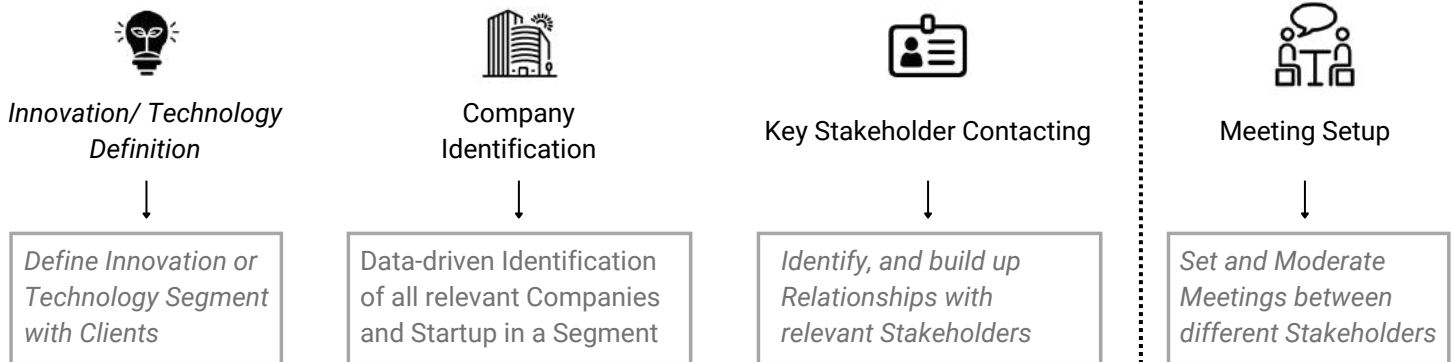 Innovation/ Technology
Definition
Company
Identification
Key Stakeholder Contacting
Meeting Setup
Define Innovation or
Technology Segment
with Clients
Data-driven Identification
of all relevant Companies
and Startup in a Segment
Identify, and build up
Relationships with
relevant Stakeholders
Set and Moderate
Meetings between
different Stakeholders